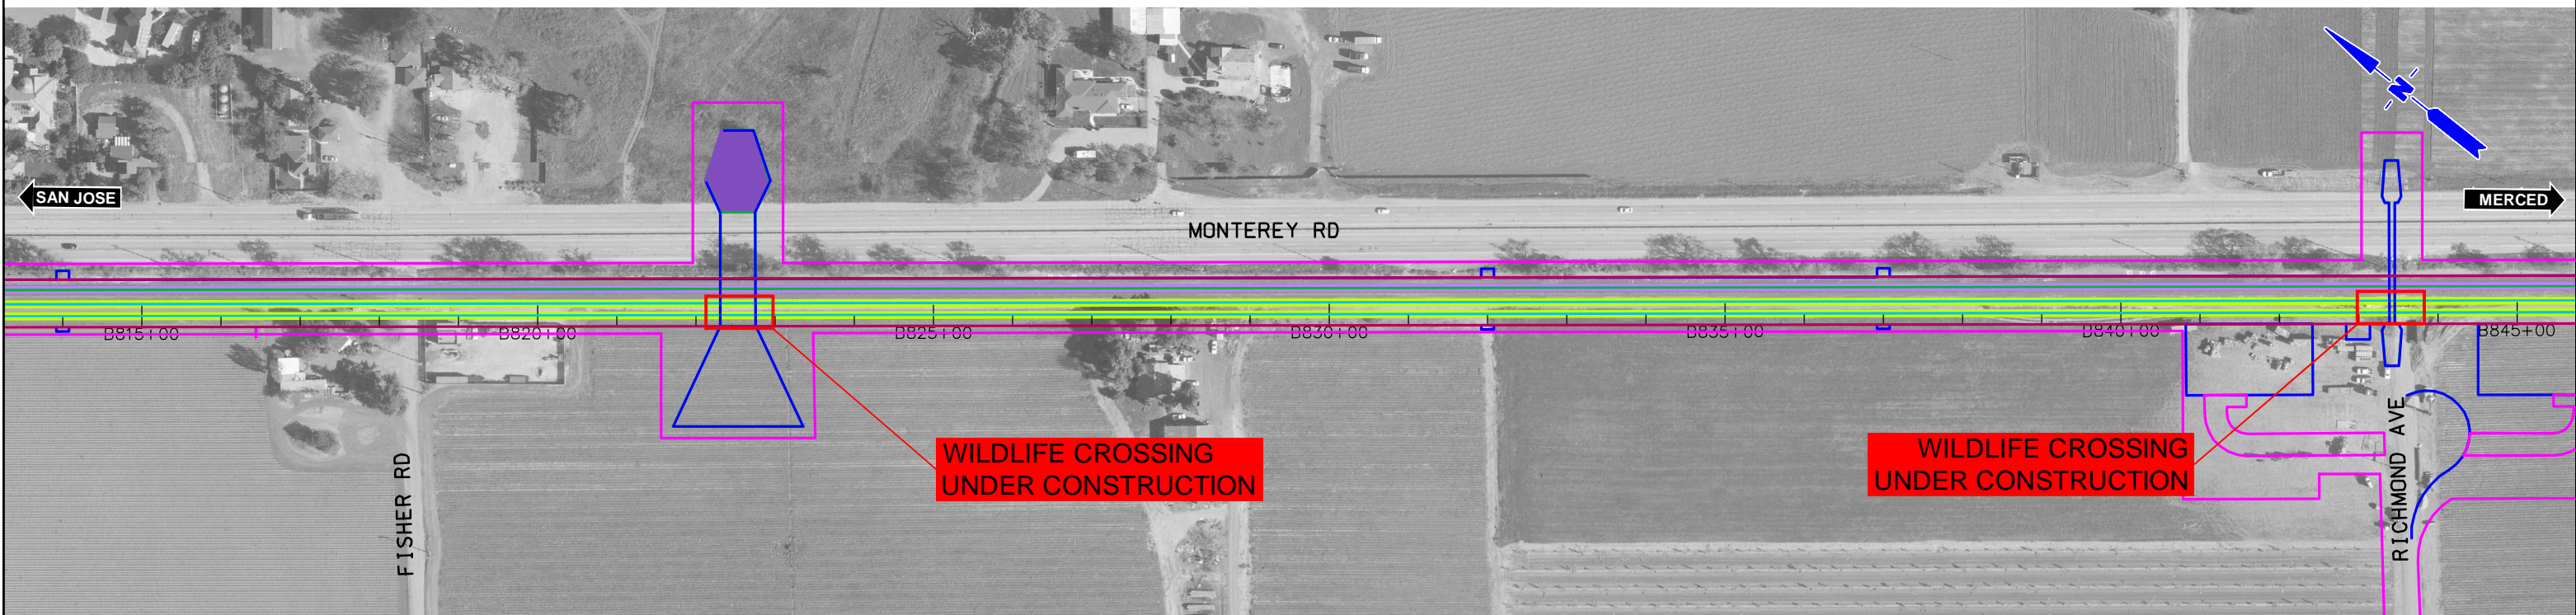 N
SAN JOSE
MERCED
MONTEREY RD
B815+00
B820+00
B825+00
B830+00
B835+00
B840+00
B845+00
WILDLIFE CROSSING
UNDER CONSTRUCTION
WILDLIFE CROSSING
UNDER CONSTRUCTION
FISHER RD
RICHMOND AVE